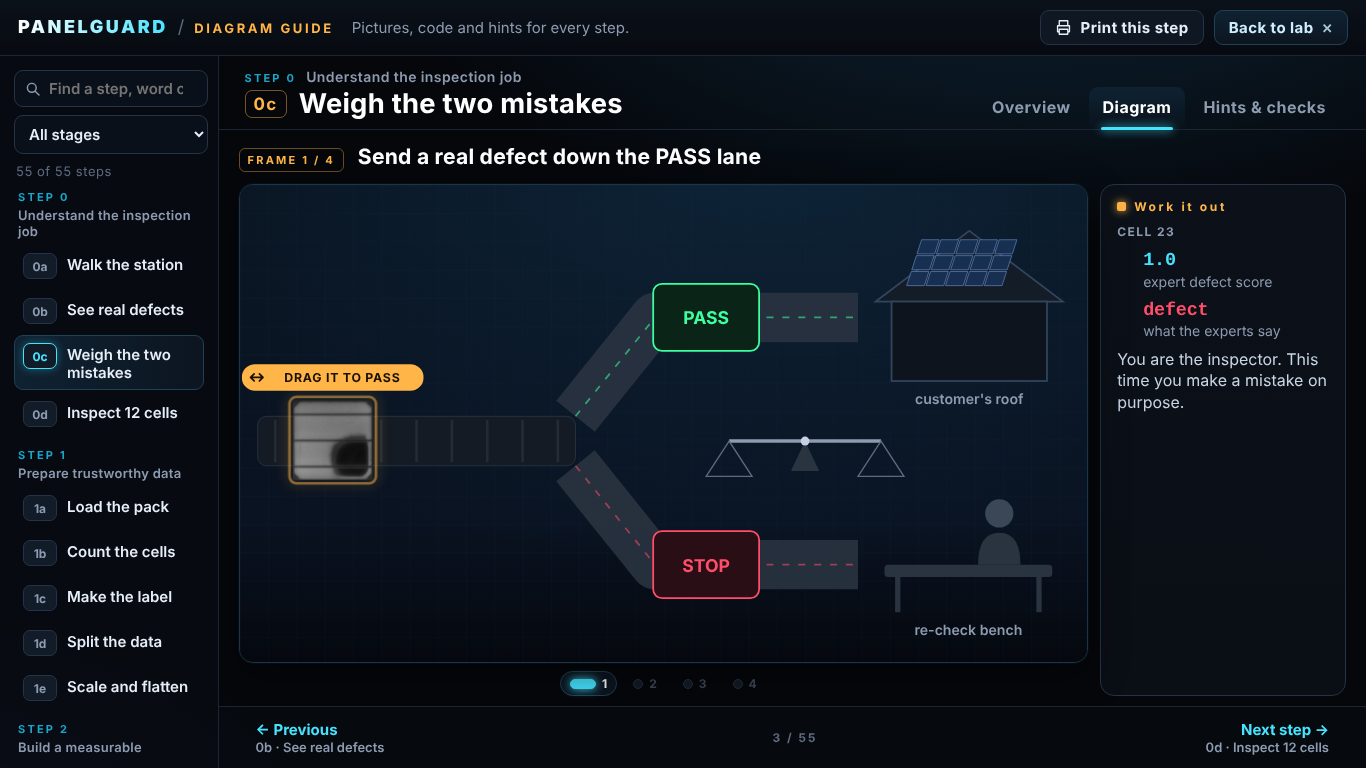 PANELGUARD / DIAGRAM GUIDE Pictures, code and hints for every step.
Print this step
Back to lab ×
Find a step, word c
All stages
55 of 55 steps
STEP 0
Understand the inspection
job
0a Walk the station
0b See real defects
0c Weigh the two
mistakes
0d Inspect 12 cells
STEP 1
Prepare trustworthy data
1a Load the pack
1b Count the cells
1c Make the label
1d Split the data
1e Scale and flatten
STEP 2
Build a measurable
STEP 0 Understand the inspection job
0c Weigh the two mistakes
Overview
Diagram
Hints & checks
FRAME 1 / 4 Send a real defect down the PASS lane
DRAG IT TO PASS
PASS
STOP
customer's roof
re-check bench
1
2
3
4
Work it out
CELL 23
1.0
expert defect score
defect
what the experts say
You are the inspector. This
time you make a mistake on
purpose.
← Previous
0b · See real defects
3 / 55
Next step →
0d · Inspect 12 cells